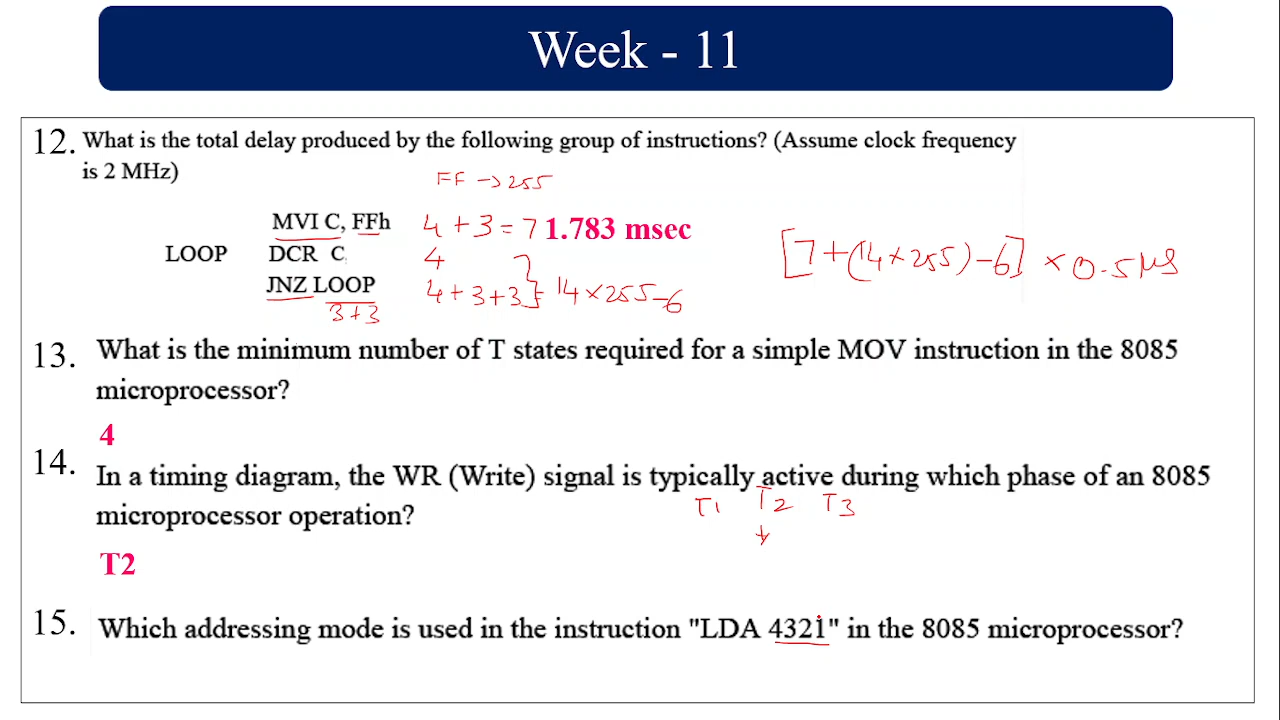 Week - 11
12. What is the total delay produced by the following group of instructions? (Assume clock frequency
is 2 MHz)
FF → 255
MVI C, FFh 4 + 3 = 7 1.783 msec
LOOP DCR C 4
JNZ LOOP 4 + 3 + 3 14 × 255 - 6
3 + 3
[7 + (14 × 255) - 6] × 0.5 μs
13. What is the minimum number of T states required for a simple MOV instruction in the 8085
microprocessor?
4
14. In a timing diagram, the WR (Write) signal is typically active during which phase of an 8085
T1 T2 T3
microprocessor operation?
T2
15. Which addressing mode is used in the instruction "LDA 4321" in the 8085 microprocessor?